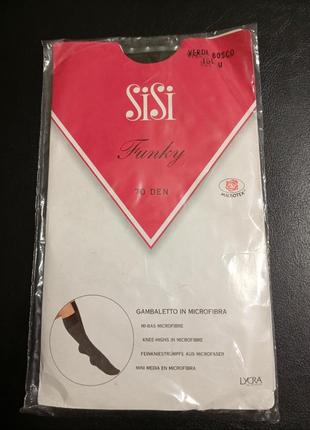 VERDE BOSCO
U
SiSi
Funky
70 DEN
GAMBALETTO IN MICROFIBRA
MI-BAS MICROFIBRE
KNEE-HIGHS IN MICROFIBRE
FEINKNIESTRÜMPFE AUS MICROFASER
MINI MEDIA EN MICROFIBRA
LYCRA